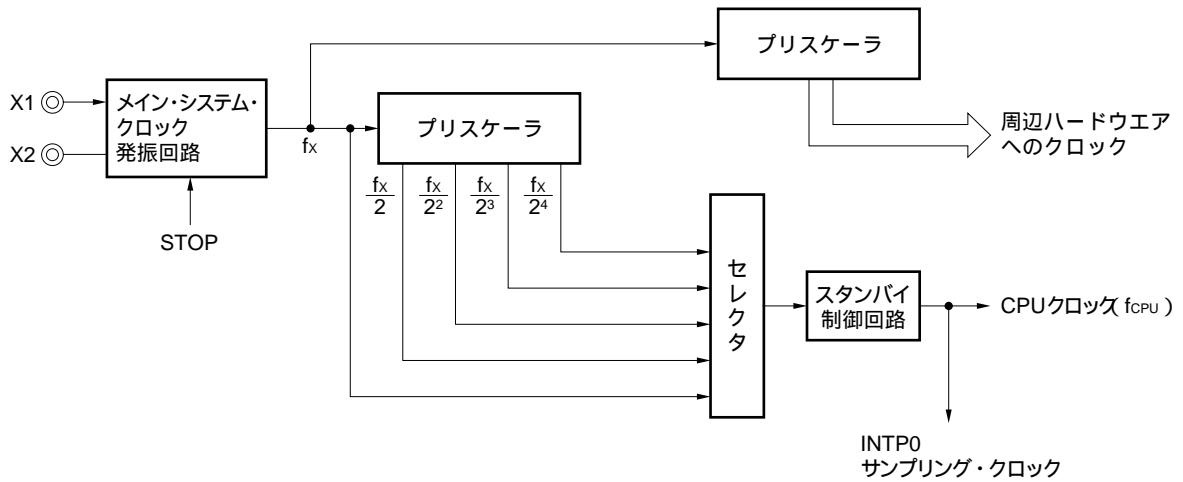 プリスケーラ
X1
X2
メイン・システム・
クロック
発振回路
fX
プリスケーラ
周辺ハードウエア
へのクロック
STOP
fX/2
fX/2²
fX/2³
fX/2⁴
セレクタ
スタンバイ
制御回路
CPUクロック(fCPU)
INTP0
サンプリング・クロック